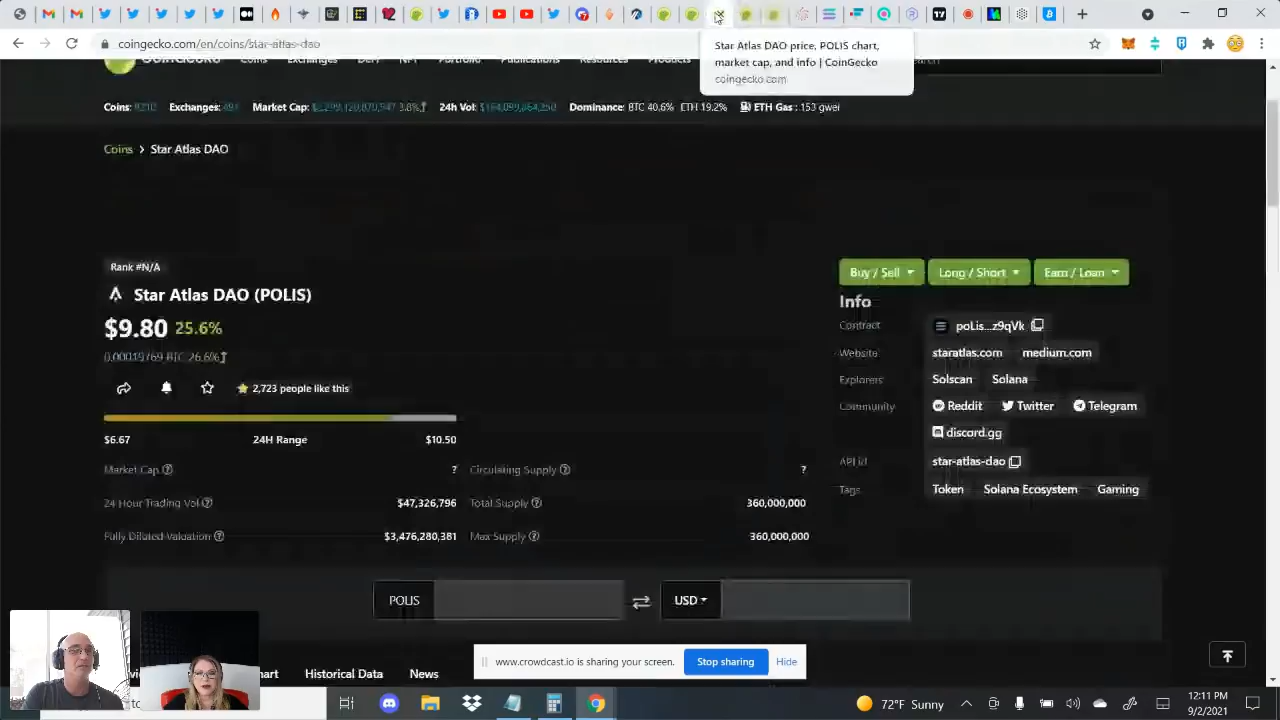 coingecko.com/en/coins/star-atlas-dao
Star Atlas DAO price, POLIS chart,
market cap, and info | CoinGecko
coingecko.com
Coins: Exchanges: Market Cap: 3.8% 24h Vol: Dominance: BTC 40.6% ETH 19.2% ETH Gas: 153 gwei
Coins > Star Atlas DAO
Rank #N/A
Star Atlas DAO (POLIS)
$9.80 25.6%
BTC 26.6%
2,723 people like this
$6.67 24H Range $10.50
Market Cap ? Circulating Supply ?
24 Hour Trading Vol $47,326,796 Total Supply 360,000,000
Fully Diluted Valuation $3,476,280,381 Max Supply 360,000,000
Buy / Sell Long / Short Earn / Loan
Info
Contract poLis...z9qVk
Website staratlas.com medium.com
Explorers Solscan Solana
Community Reddit Twitter Telegram
discord.gg
API id star-atlas-dao
Tags Token Solana Ecosystem Gaming
POLIS USD
www.crowdcast.io is sharing your screen. Stop sharing Hide
Historical Data News
72°F Sunny
12:11 PM
9/2/2021